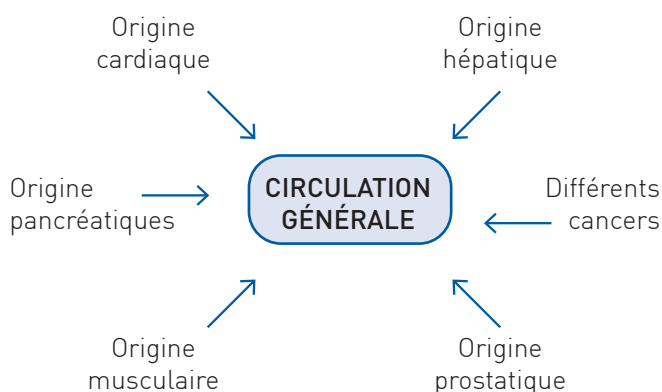 Origine
cardiaque
Origine
hépatique
Origine
pancréatiques
CIRCULATION
GÉNÉRALE
Différents
cancers
Origine
musculaire
Origine
prostatique